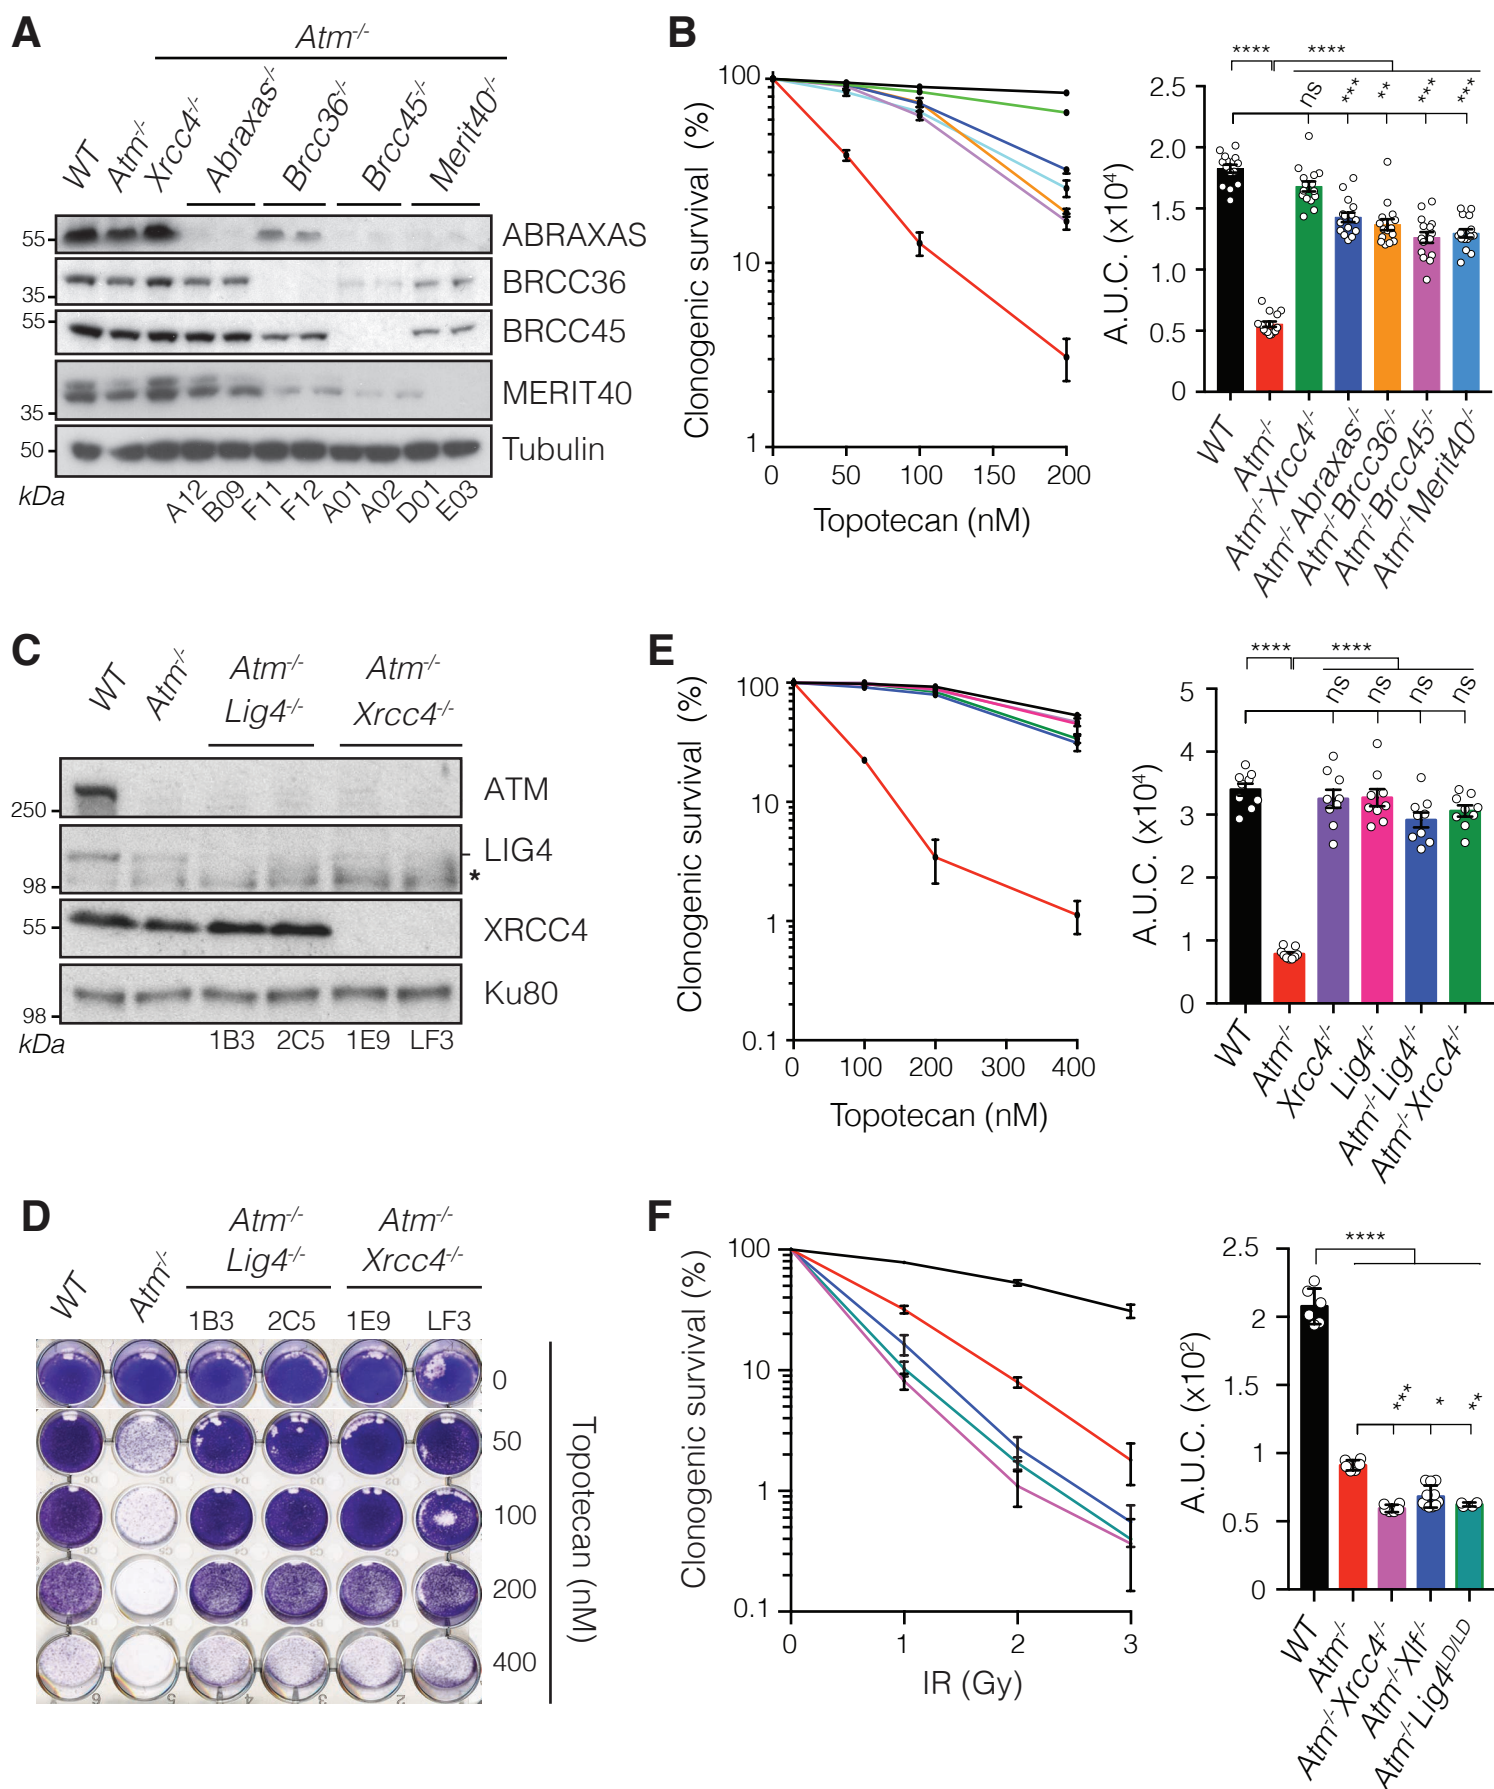 A
Atm-/-
WT
Atm-/-
Xrcc4-/-
Abraxas-/-
Brcc36-/-
Brcc45-/-
Merit40-/-
55
ABRAXAS
35
BRCC36
55
BRCC45
35
MERIT40
50
Tubulin
kDa
A12
B09
F11
F12
A01
A02
D01
E03
B
Clonogenic survival (%)
100
10
1
0
50
100
150
200
Topotecan (nM)
****
****
ns
***
**
***
***
A.U.C. (x104)
2.5
2.0
1.5
1.0
0.5
0
WT
Atm-/-
Atm-/-Xrcc4-/-
Atm-/-Abraxas-/-
Atm-/-Brcc36-/-
Atm-/-Brcc45-/-
Atm-/-Merit40-/-
C
WT
Atm-/-
Atm-/-
Lig4-/-
Atm-/-
Xrcc4-/-
250
ATM
LIG4
98
*
55
XRCC4
98
Ku80
kDa
1B3
2C5
1E9
LF3
E
Clonogenic survival (%)
100
10
1
0.1
0
100
200
300
400
Topotecan (nM)
****
****
ns
ns
ns
ns
A.U.C. (x104)
5
4
3
2
1
0
WT
Atm-/-
Xrcc4-/-
Lig4-/-
Atm-/-Lig4-/-
Atm-/-Xrcc4-/-
D
WT
Atm-/-
Atm-/-
Lig4-/-
Atm-/-
Xrcc4-/-
1B3
2C5
1E9
LF3
0
50
100
200
400
Topotecan (nM)
F
Clonogenic survival (%)
100
10
1
0.1
0
1
2
3
IR (Gy)
****
***
*
**
A.U.C. (x102)
2.5
2
1.5
1
0.5
0
WT
Atm-/-
Atm-/-Xrcc4-/-
Atm-/-Xlf-/-
Atm-/-Lig4LD/LD